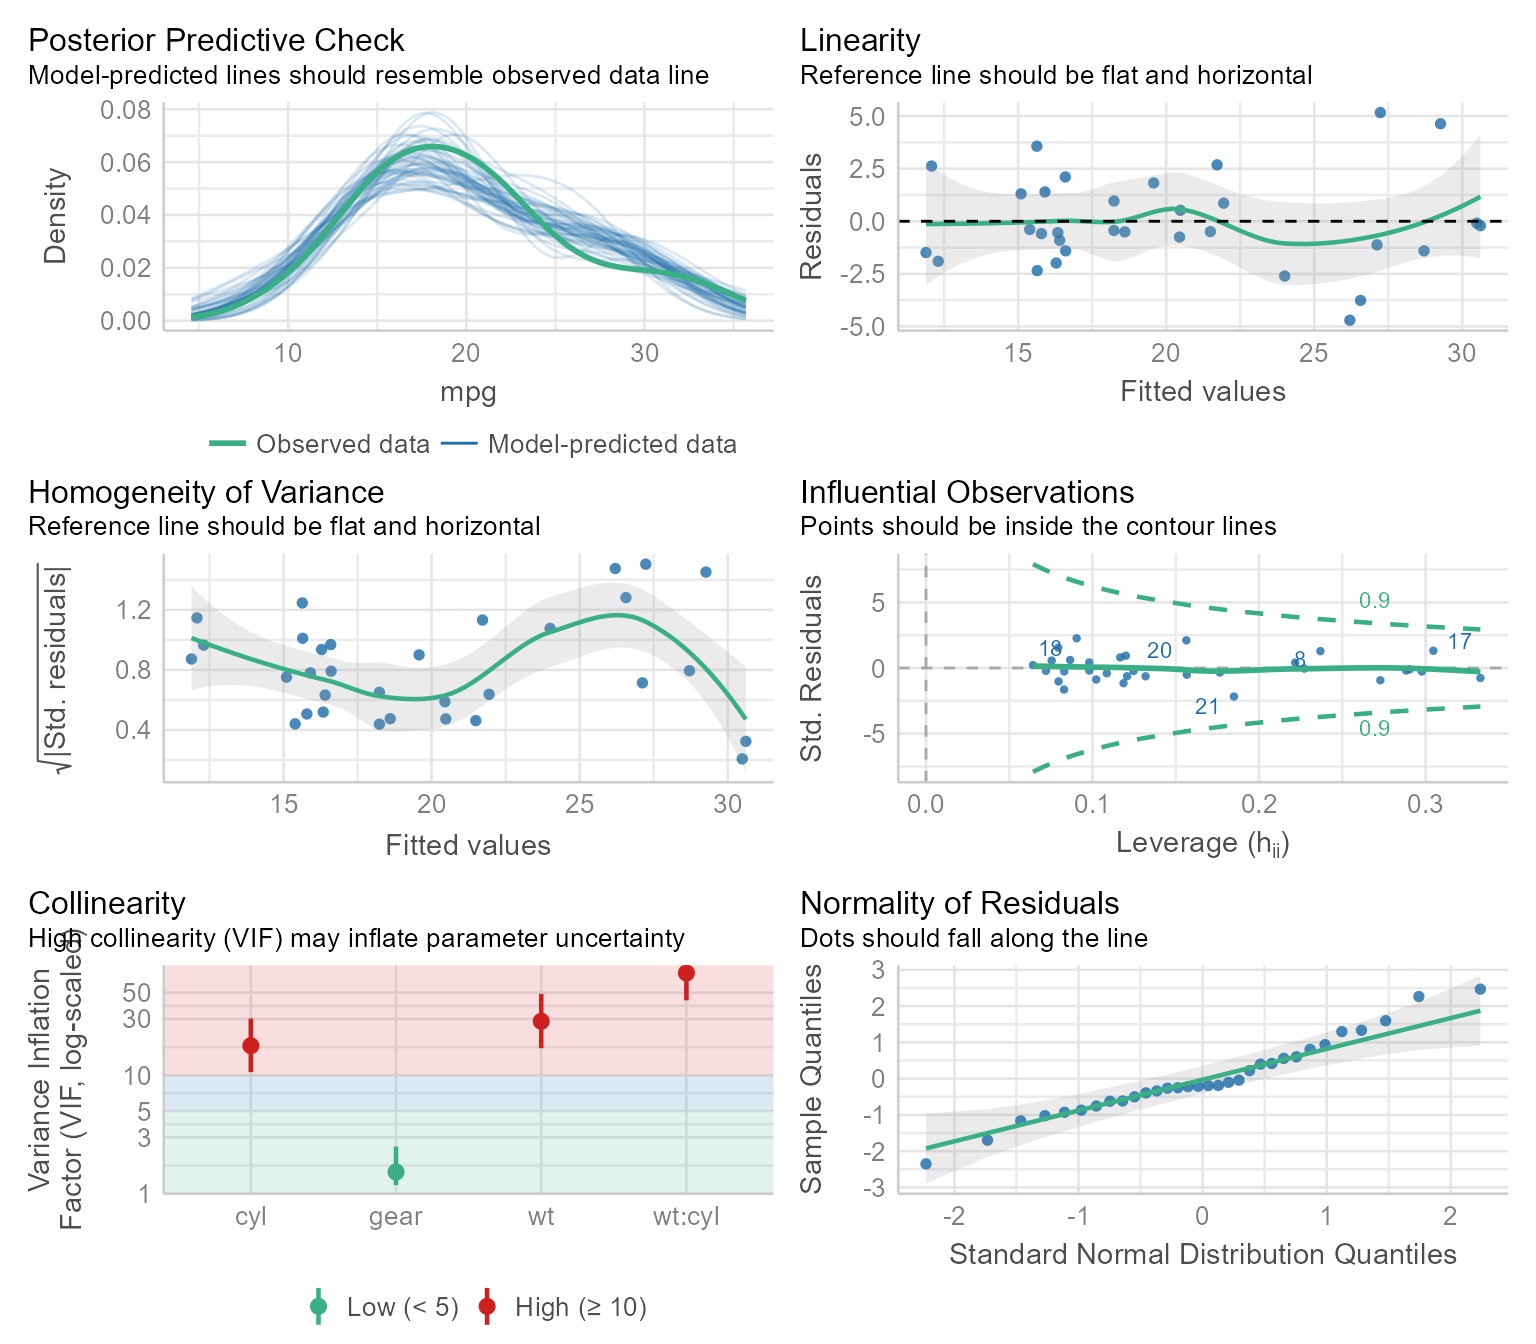 Posterior Predictive Check
Model-predicted lines should resemble observed data line
Density
0.08
0.06
0.04
0.02
0.00
10 20 30
mpg
Observed data Model-predicted data
Linearity
Reference line should be flat and horizontal
Residuals
5.0
2.5
0.0
-2.5
-5.0
15 20 25 30
Fitted values
Homogeneity of Variance
Reference line should be flat and horizontal
√|Std. residuals|
1.2
0.8
0.4
15 20 25 30
Fitted values
Influential Observations
Points should be inside the contour lines
Std. Residuals
5
0
-5
0.9
18 20 8 17
21
0.9
0.0 0.1 0.2 0.3
Leverage (hii)
Collinearity
High collinearity (VIF) may inflate parameter uncertainty
Variance Inflation
Factor (VIF, log-scaled)
50
30
10
5
3
1
cyl gear wt wt:cyl
Low (< 5) High (≥ 10)
Normality of Residuals
Dots should fall along the line
Sample Quantiles
3
2
1
0
-1
-2
-3
-2 -1 0 1 2
Standard Normal Distribution Quantiles